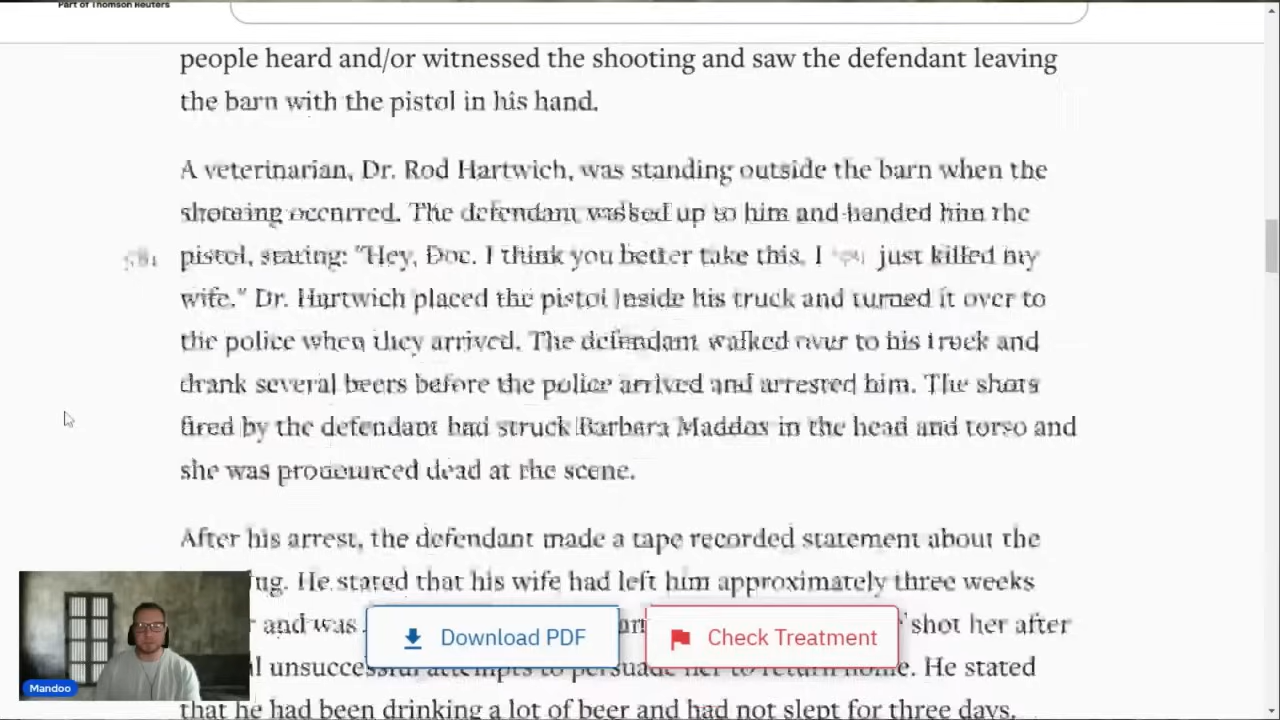 Part of Thomson Reuters
people heard and/or witnessed the shooting and saw the defendant leaving
the barn with the pistol in his hand.
A veterinarian, Dr. Rod Hartwich, was standing outside the barn when the
shooting occurred. The defendant walked up to him and handed him the
pistol, stating: "Hey, Doc. I think you better take this. I just killed my
wife." Dr. Hartwich placed the pistol inside his truck and turned it over to
the police when they arrived. The defendant walked over to his truck and
drank several beers before the police arrived and arrested him. The shots
fired by the defendant had struck Barbara Maddox in the head and torso and
she was pronounced dead at the scene.
After his arrest, the defendant made a tape recorded statement about the
He stated that his wife had left him approximately three weeks
and was shot her after
unsuccessful attempts to persuade her to return home. He stated
that he had been drinking a lot of beer and had not slept for three days.
Download PDF
Check Treatment
Mandoo